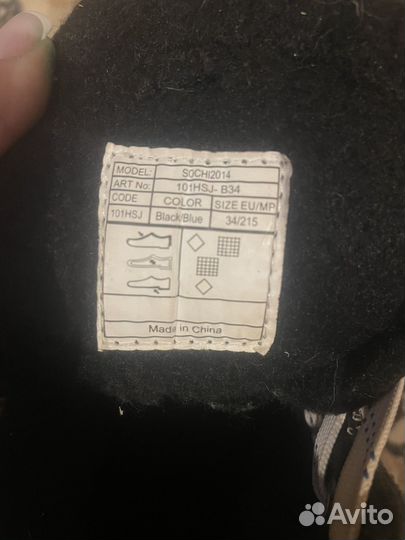 MODEL: SOCHI2014
ART No: 101HSJ- B34
CODE COLOR SIZE EU/MP
101HSJ Black/Blue 34/215
Made in China
Avito